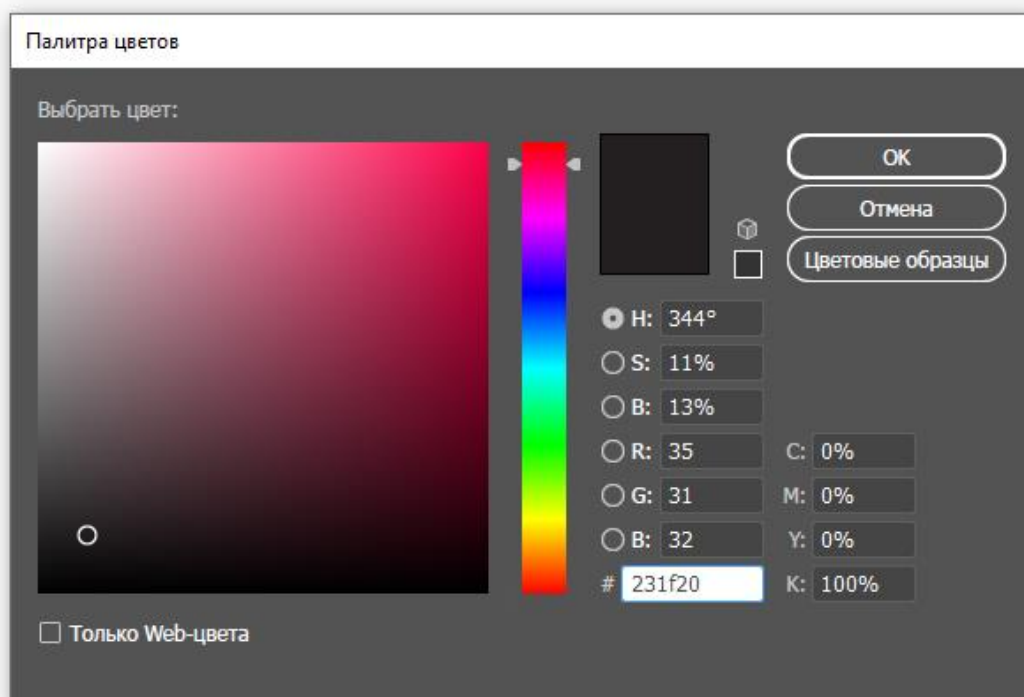 Палитра цветов
Выбрать цвет:
OK
Отмена
Цветовые образцы
H: 344°
S: 11%
B: 13%
R: 35 C: 0%
G: 31 M: 0%
B: 32 Y: 0%
# 231f20 K: 100%
Только Web-цвета